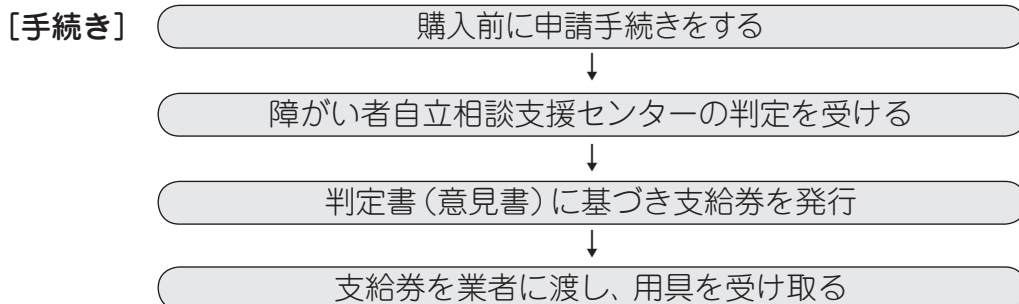 [手続き]
購入前に申請手続きをする
↓
障がい者自立相談支援センターの判定を受ける
↓
判定書(意見書)に基づき支給券を発行
↓
支給券を業者に渡し、用具を受け取る